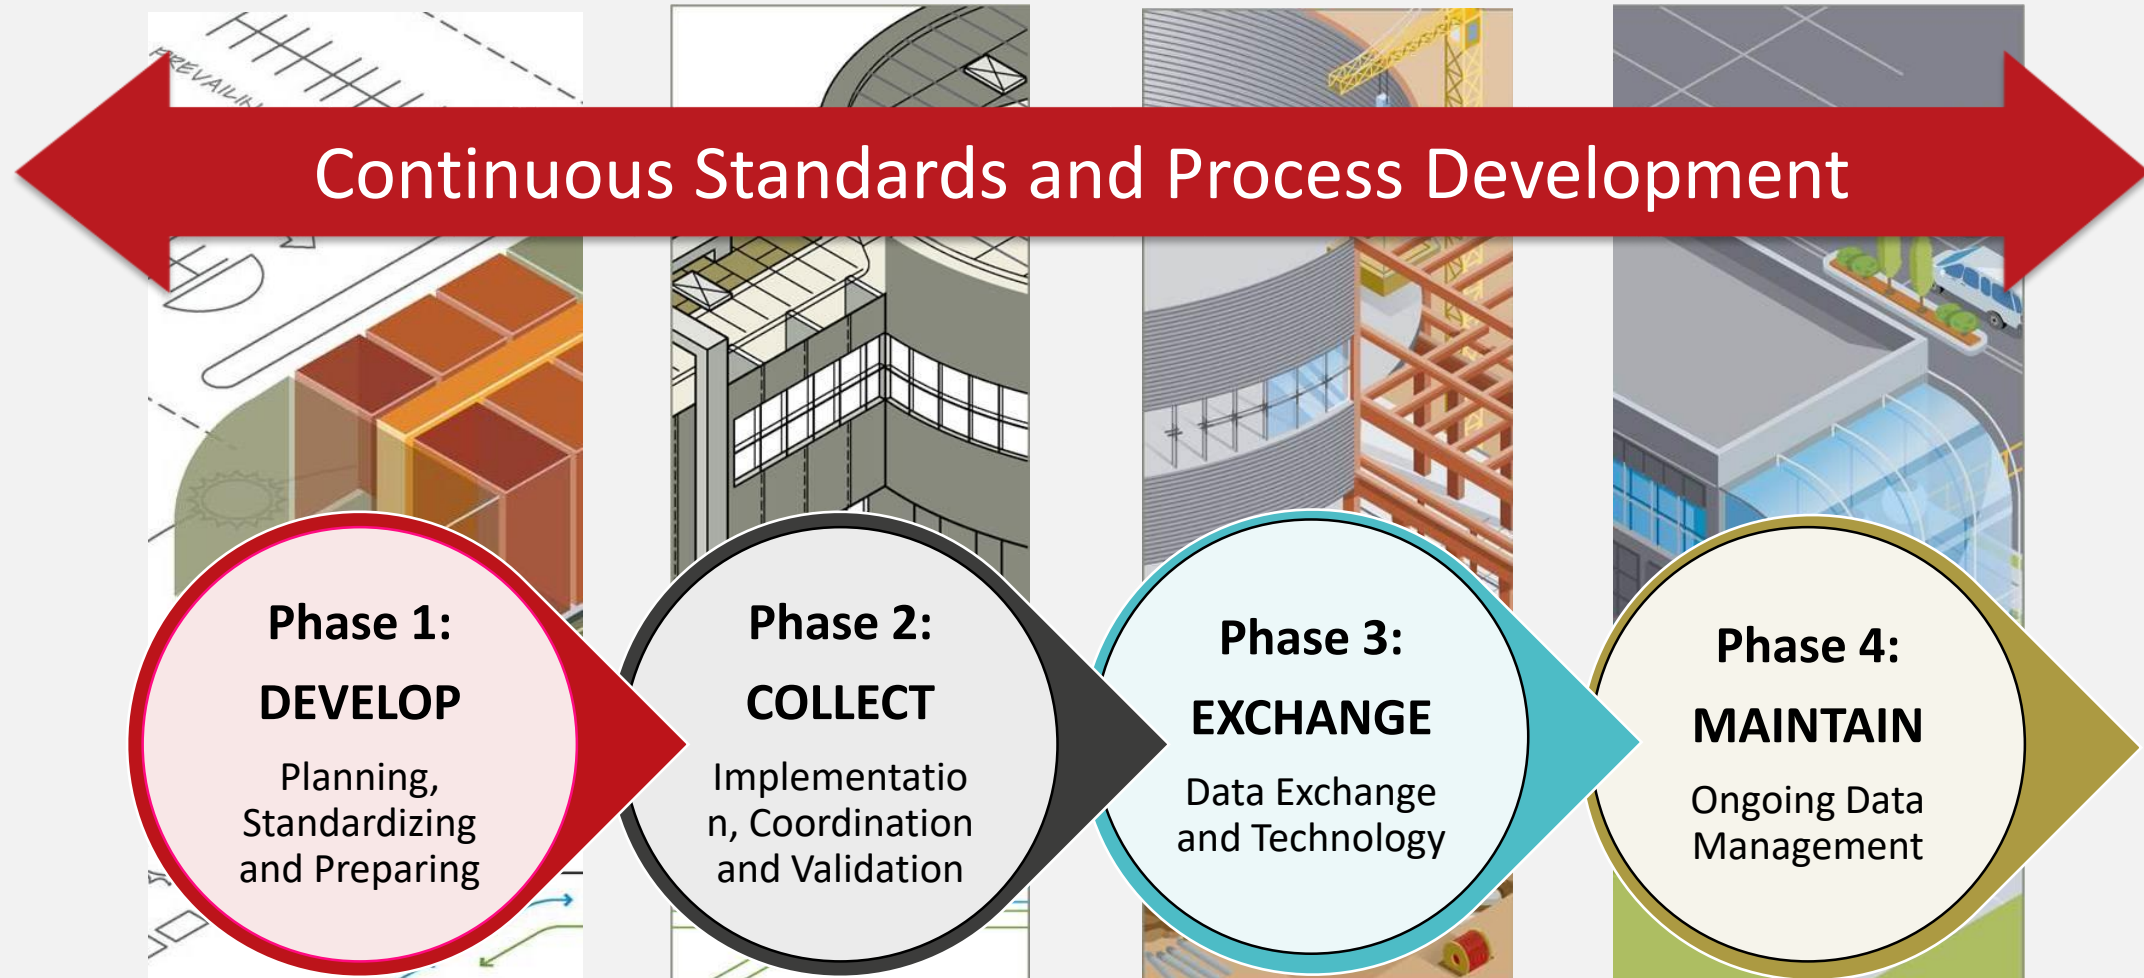 PREVAILIN
Continuous Standards and Process Development
Phase 1:
DEVELOP
Planning,
Standardizing
and Preparing
Phase 2:
COLLECT
Implementatio
n, Coordination
and Validation
Phase 3:
EXCHANGE
Data Exchange
and Technology
Phase 4:
MAINTAIN
Ongoing Data
Management